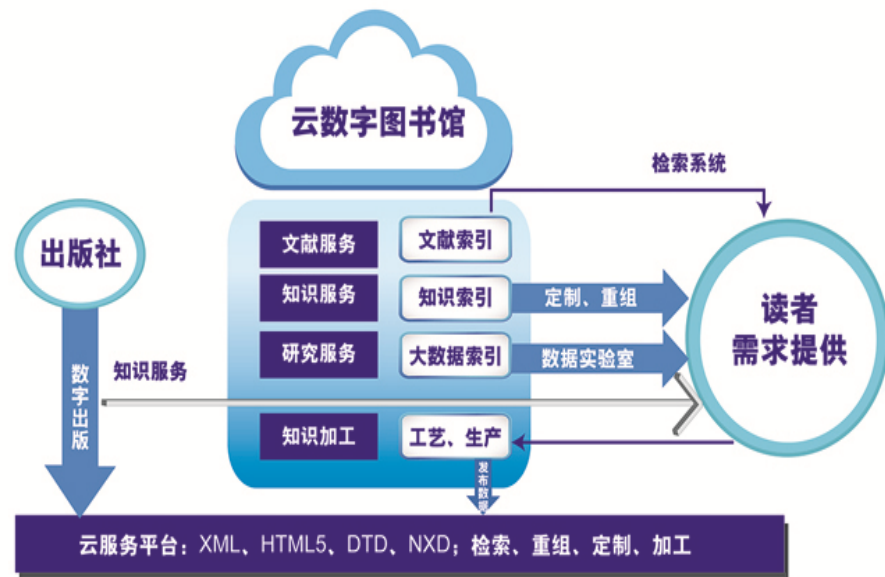 云数字图书馆
检索系统
出版社
文献服务
文献索引
知识服务
知识索引
定制、重组
读者
需求提供
研究服务
大数据索引
数据实验室
数字出版
知识服务
知识加工
工艺、生产
发布数据
云服务平台：XML、HTML5、DTD、NXD；检索、重组、定制、加工